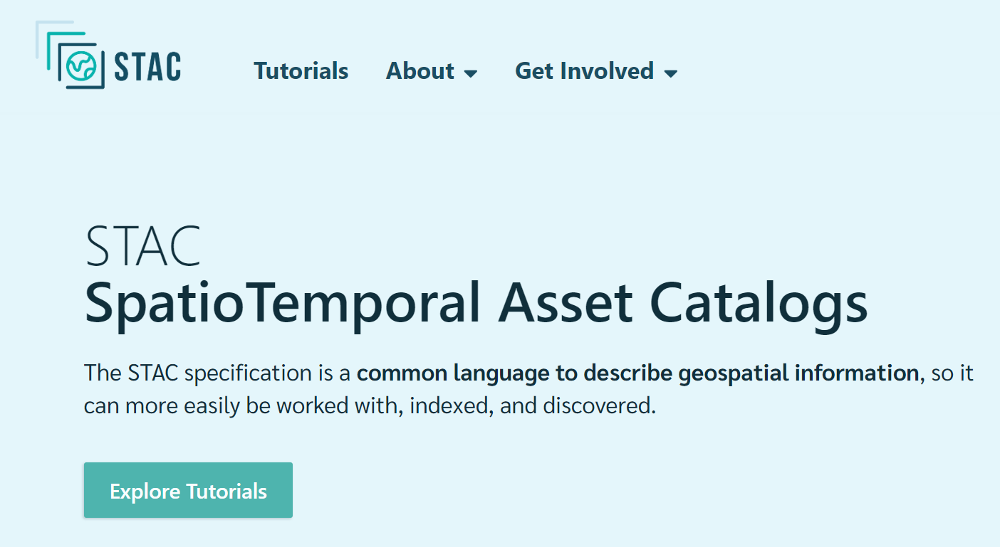 STAC
Tutorials
About
Get Involved
STAC
SpatioTemporal Asset Catalogs
The STAC specification is a common language to describe geospatial information, so it
can more easily be worked with, indexed, and discovered.
Explore Tutorials